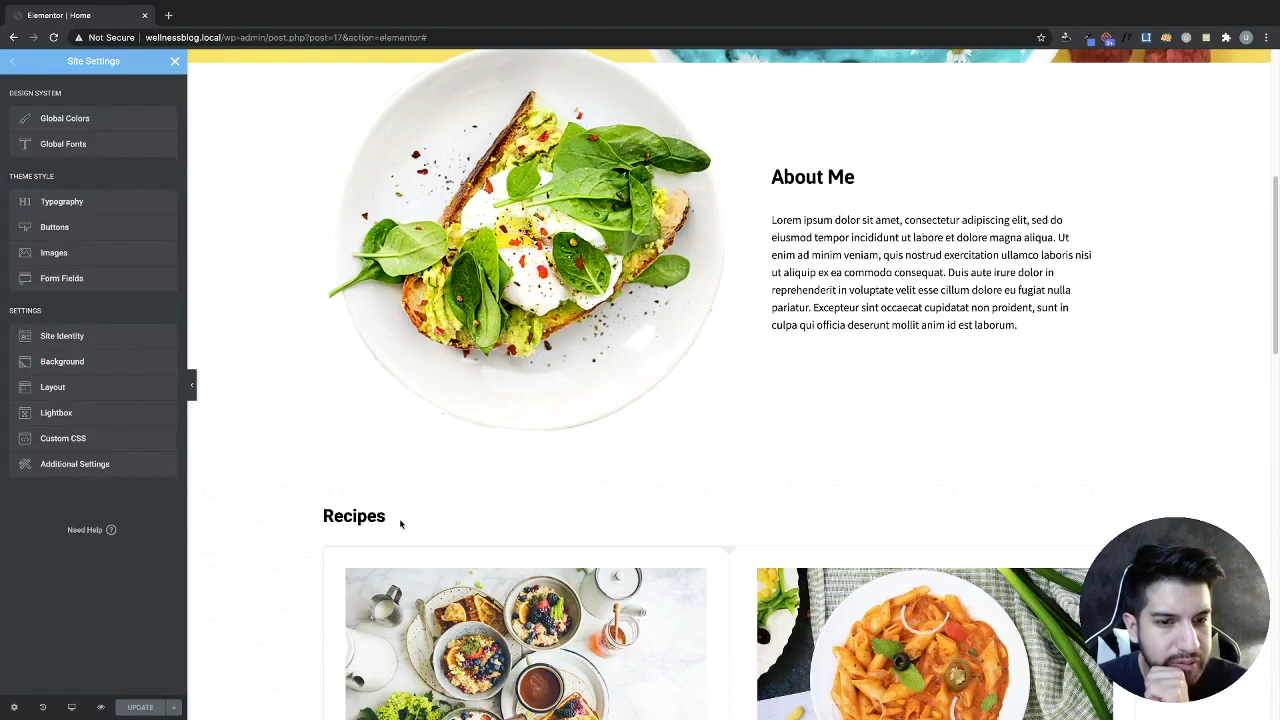 Elementor | Home
Not Secure | wellnessblog.local/wp-admin/post.php?post=17&action=elementor#
Site Settings
DESIGN SYSTEM
Global Colors
Global Fonts
THEME STYLE
Typography
Buttons
Images
Form Fields
SETTINGS
Site Identity
Background
Layout
Lightbox
Custom CSS
Additional Settings
Need Help
UPDATE
About Me
Lorem ipsum dolor sit amet, consectetur adipiscing elit, sed do
eiusmod tempor incididunt ut labore et dolore magna aliqua. Ut
enim ad minim veniam, quis nostrud exercitation ullamco laboris nisi
ut aliquip ex ea commodo consequat. Duis aute irure dolor in
reprehenderit in voluptate velit esse cillum dolore eu fugiat nulla
pariatur. Excepteur sint occaecat cupidatat non proident, sunt in
culpa qui officia deserunt mollit anim id est laborum.
Recipes